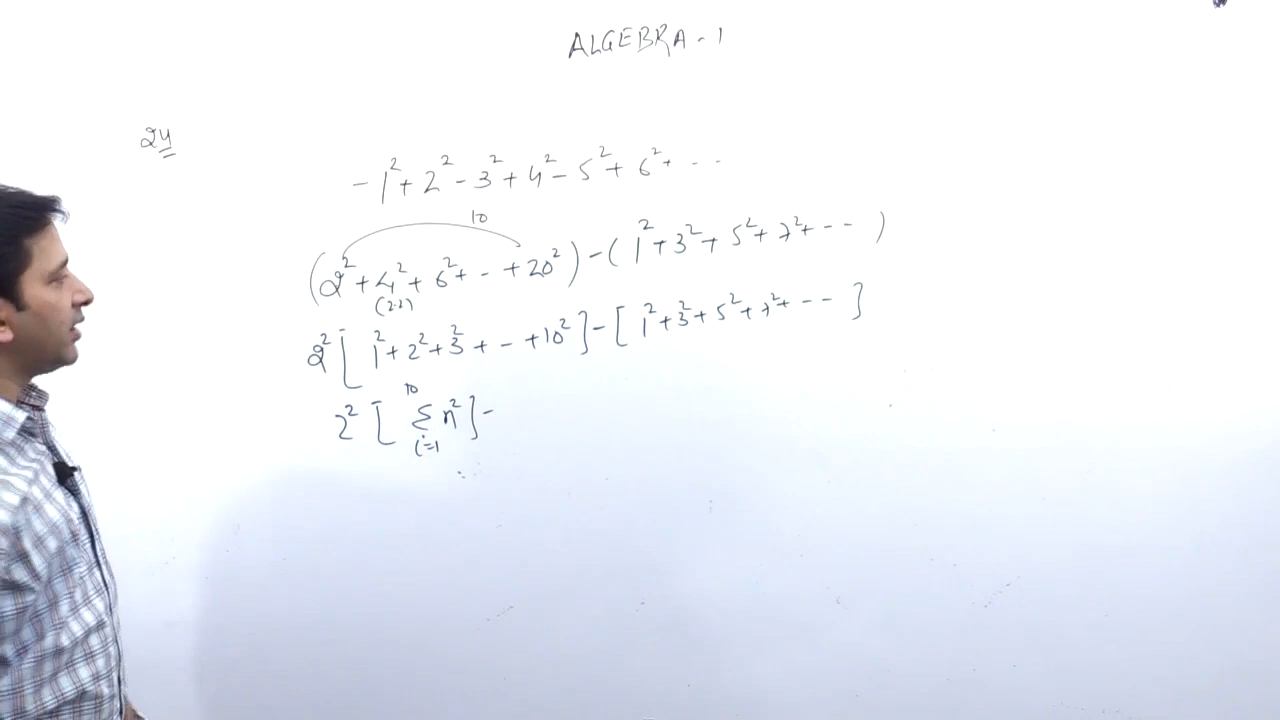 ALGEBRA - 1
24
- 1² + 2² - 3² + 4² - 5² + 6² + - -
10
(2² + 4² + 6² + - + 20²) - (1² + 3² + 5² + 7² + - - )
(2·2)
2² [ 1² + 2² + 3² + - + 10² ] - [ 1² + 3² + 5² + 7² + - - ]
2² [ 10 Σ i=1 n² ] -